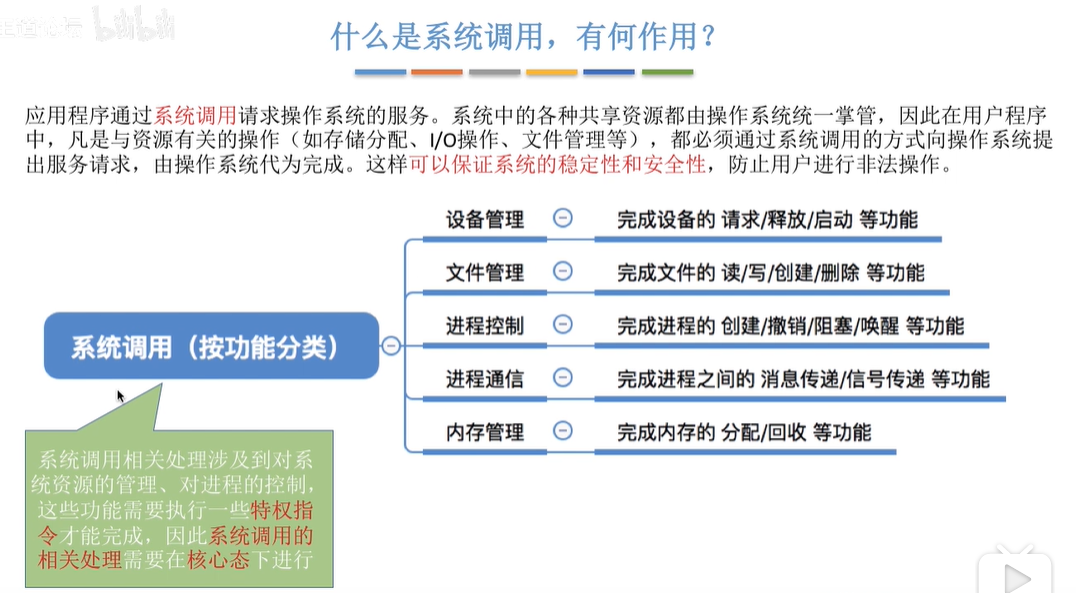 王道论坛 bilibili
什么是系统调用，有何作用？
应用程序通过系统调用请求操作系统的服务。系统中的各种共享资源都由操作系统统一掌管，因此在用户程序
中，凡是与资源有关的操作（如存储分配、I/O操作、文件管理等），都必须通过系统调用的方式向操作系统提
出服务请求，由操作系统代为完成。这样可以保证系统的稳定性和安全性，防止用户进行非法操作。
设备管理 完成设备的 请求/释放/启动 等功能
文件管理 完成文件的 读/写/创建/删除 等功能
进程控制 完成进程的 创建/撤销/阻塞/唤醒 等功能
系统调用（按功能分类）
进程通信 完成进程之间的 消息传递/信号传递 等功能
内存管理 完成内存的 分配/回收 等功能
系统调用相关处理涉及到对系
统资源的管理、对进程的控制，
这些功能需要执行一些特权指
令才能完成，因此系统调用的
相关处理需要在核心态下进行